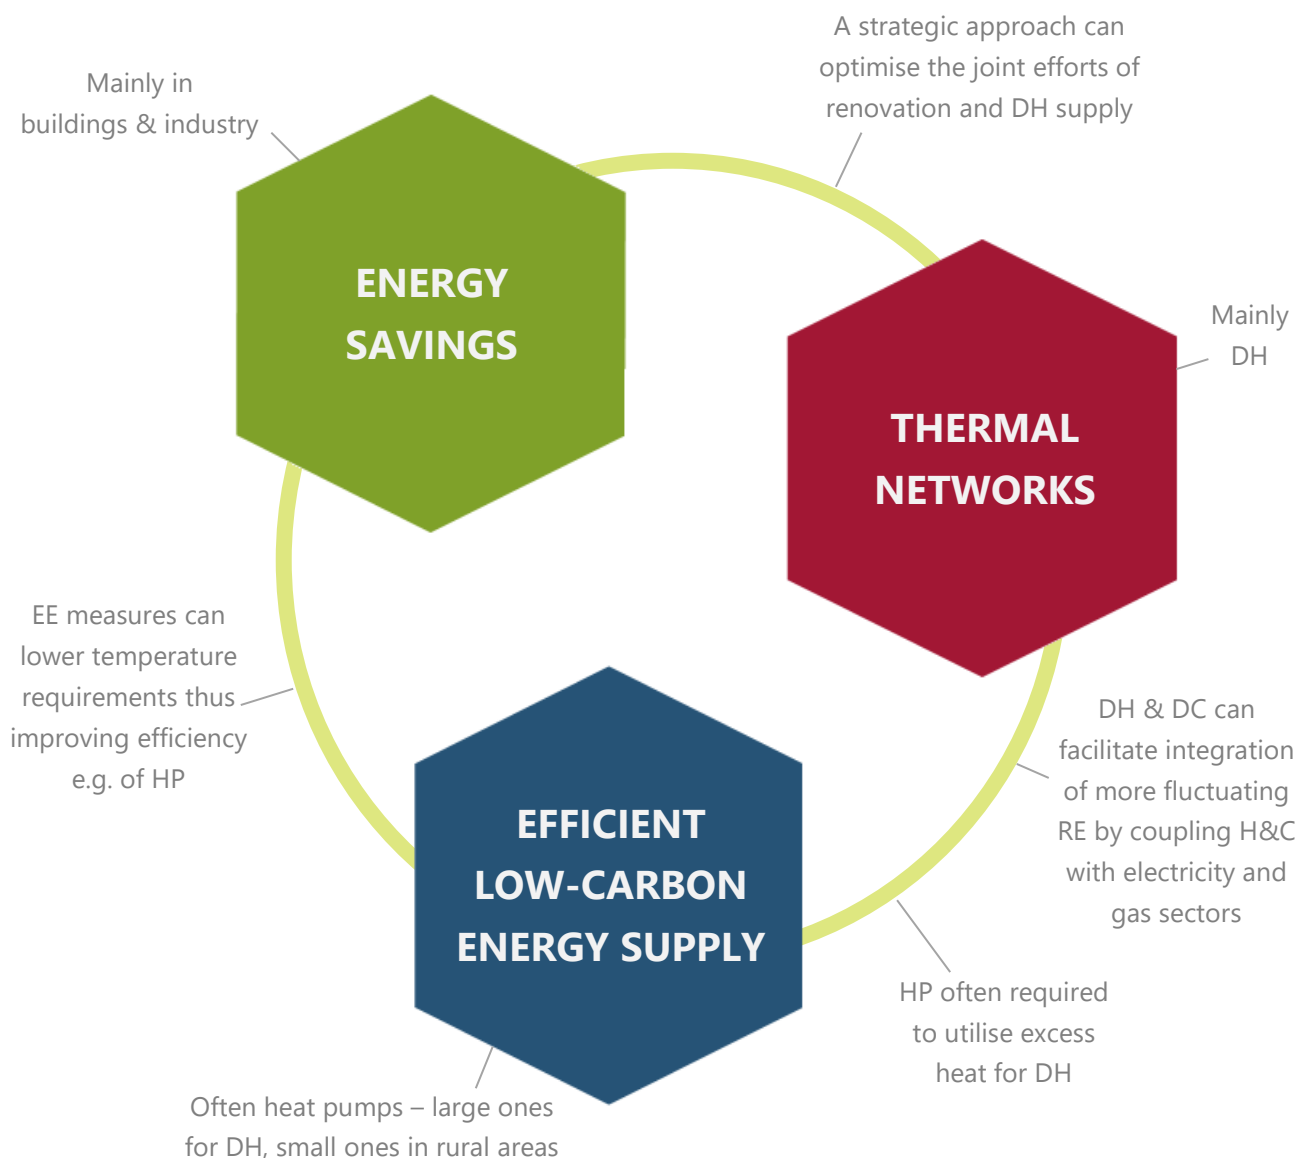 A strategic approach can
optimise the joint efforts of
renovation and DH supply
Mainly in
buildings & industry
ENERGY
SAVINGS
Mainly
DH
THERMAL
NETWORKS
EE measures can
lower temperature
requirements thus
improving efficiency
e.g. of HP
DH & DC can
facilitate integration
of more fluctuating
RE by coupling H&C
with electricity and
gas sectors
EFFICIENT
LOW-CARBON
ENERGY SUPPLY
HP often required
to utilise excess
heat for DH
Often heat pumps – large ones
for DH, small ones in rural areas